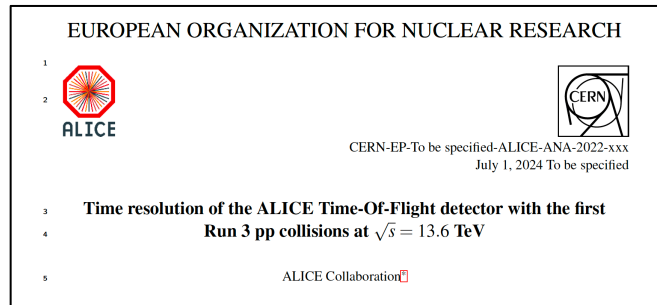 EUROPEAN ORGANIZATION FOR NUCLEAR RESEARCH
1
2
ALICE
CERN
CERN-EP-To be specified-ALICE-ANA-2022-xxx
July 1, 2024 To be specified
3 Time resolution of the ALICE Time-Of-Flight detector with the first
4 Run 3 pp collisions at √s = 13.6 TeV
5 ALICE Collaboration*